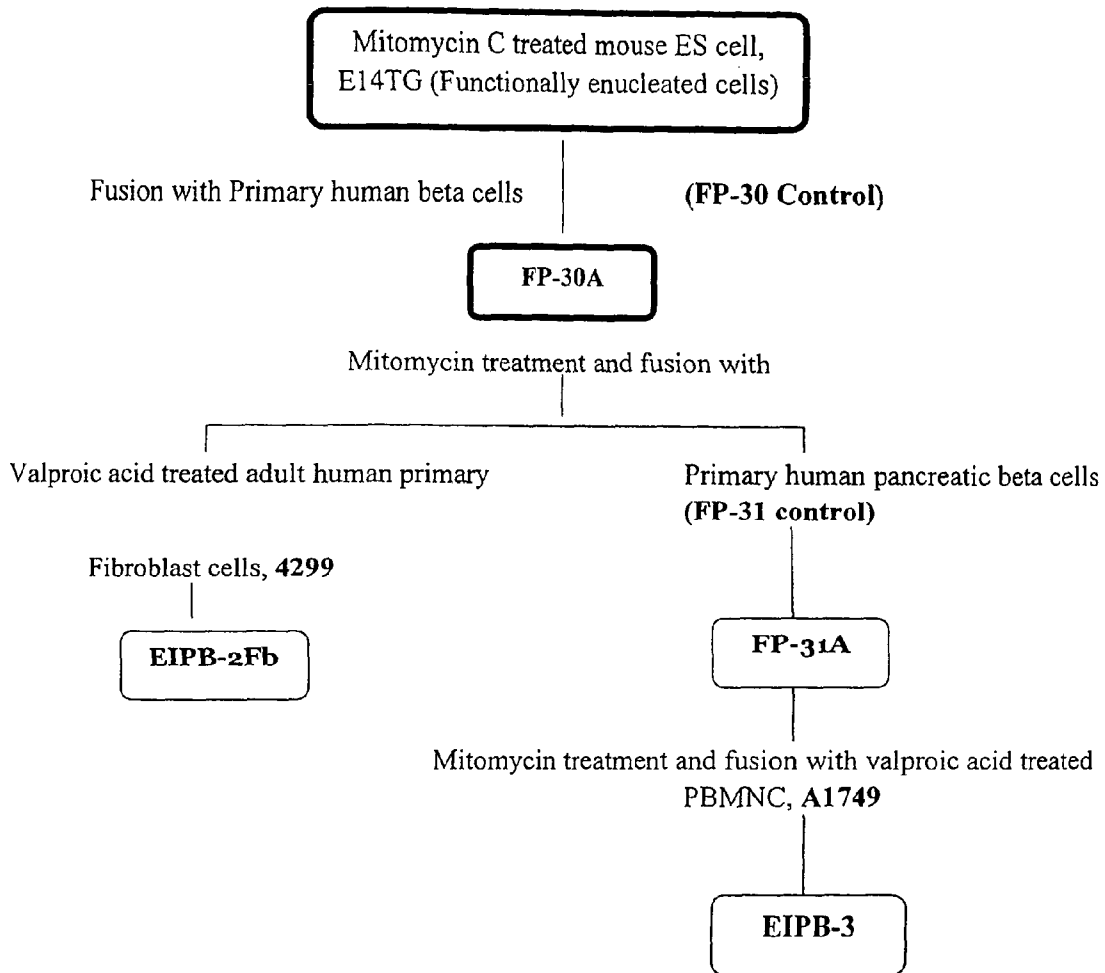 Mitomycin C treated mouse ES cell,
E14TG (Functionally enucleated cells)
Fusion with Primary human beta cells
(FP-30 Control)
FP-30A
Mitomycin treatment and fusion with
Valproic acid treated adult human primary
Fibroblast cells, 4299
EIPB-2Fb
Primary human pancreatic beta cells
(FP-31 control)
FP-31A
Mitomycin treatment and fusion with valproic acid treated
PBMNC, A1749
EIPB-3